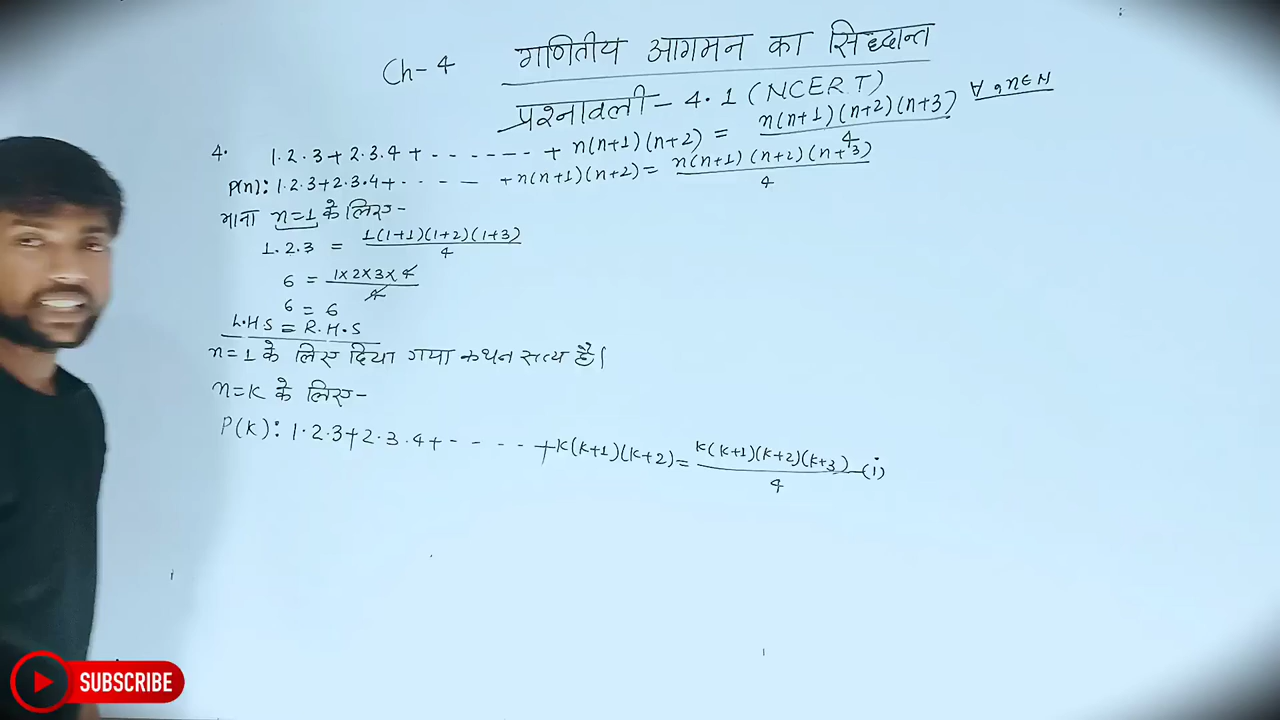 Ch-4 गणितीय आगमन का सिद्धान्त
प्रश्नावली - 4.1 (NCERT)
4. 1.2.3+2.3.4+ - - - - - - + n(n+1)(n+2) = n(n+1)(n+2)(n+3)/4 ∀, n∈N
P(n): 1.2.3+2.3.4+ - - - - +n(n+1)(n+2) = n(n+1)(n+2)(n+3)/4
माना n=1 के लिए-
1.2.3 = 1(1+1)(1+2)(1+3)/4
6 = 1×2×3×4/4
6 = 6
L.H.S = R.H.S
n=1 के लिए दिया गया कथन सत्य है।
n=K के लिए-
P(k): 1.2.3+2.3.4+ - - - - - +k(k+1)(k+2) = k(k+1)(k+2)(k+3)/4 -(i)
SUBSCRIBE